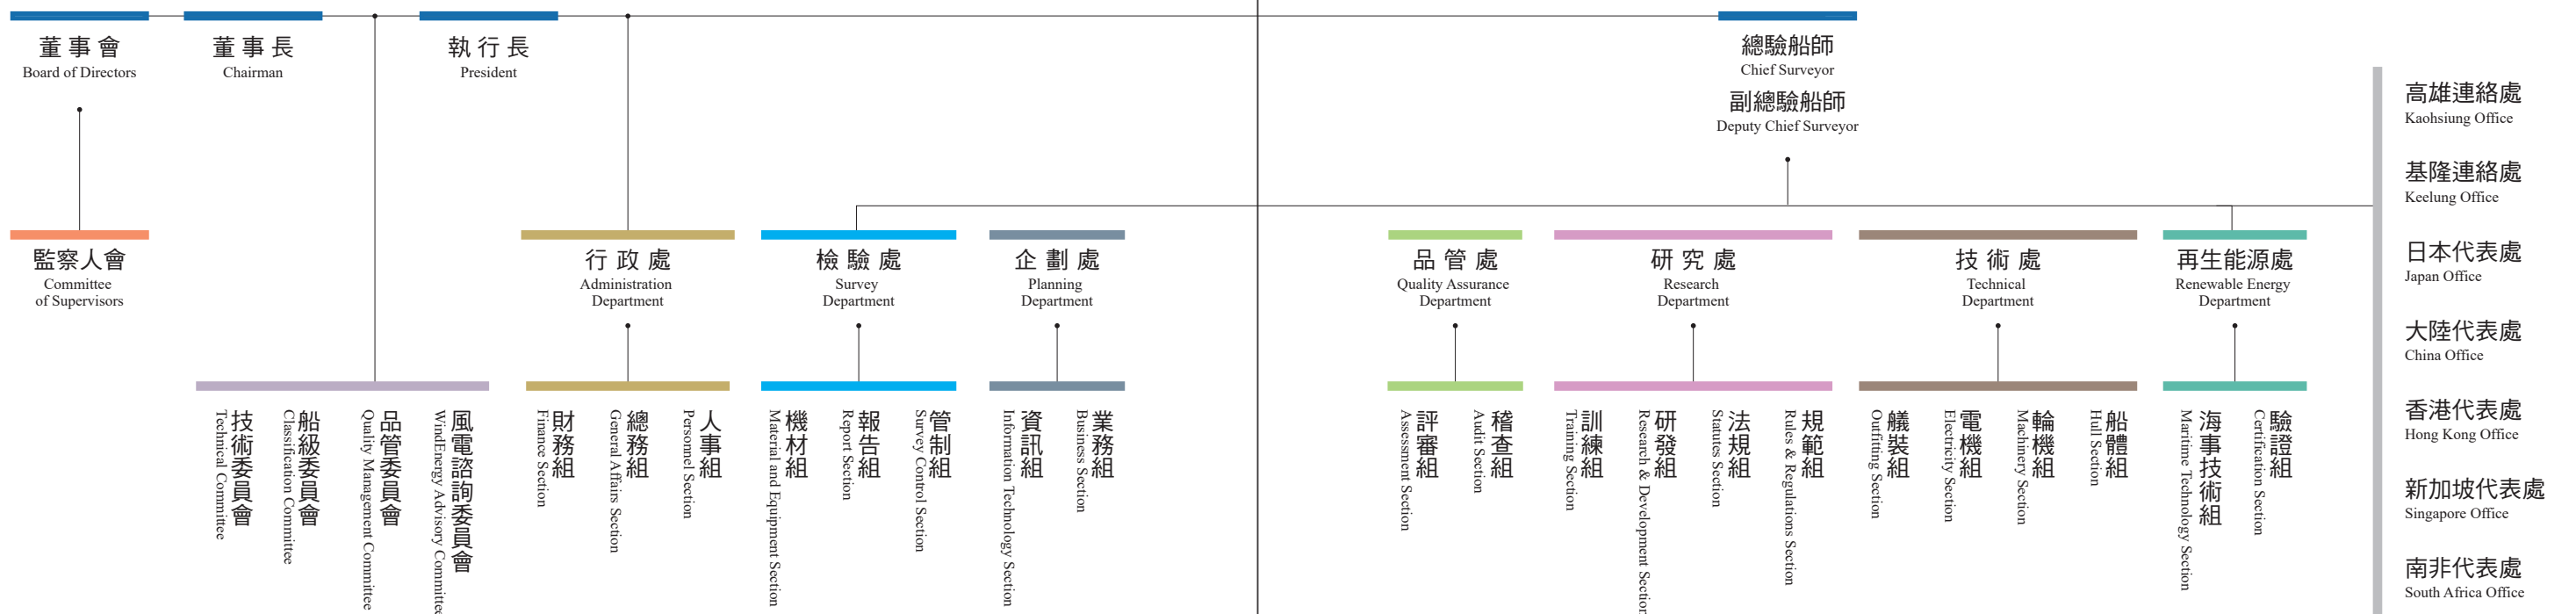 董事會
Board of Directors
董事長
Chairman
執行長
President
總驗船師
Chief Surveyor
副總驗船師
Deputy Chief Surveyor
監察人會
Committee
of Supervisors
行政處
Administration
Department
檢驗處
Survey
Department
企劃處
Planning
Department
品管處
Quality Assurance
Department
研究處
Research
Department
技術處
Technical
Department
再生能源處
Renewable Energy
Department
技術委員會
Technical Committee
船級委員會
Classification Committee
品管委員會
Quality Management Committee
風電諮詢委員會
WindEnergy Advisory Committee
財務組
Finance Section
總務組
General Affairs Section
人事組
Personnel Section
機材組
Material and Equipment Section
報告組
Report Section
管制組
Survey Control Section
資訊組
Information Technology Section
業務組
Business Section
評審組
Assessment Section
稽查組
Audit Section
訓練組
Training Section
研發組
Research & Development Section
法規組
Statutes Section
規範組
Rules & Regulations Section
艤裝組
Outfitting Section
電機組
Electricity Section
輪機組
Machinery Section
船體組
Hull Section
海事技術組
Maritime Technology Section
驗證組
Certification Section
高雄連絡處
Kaohsiung Office
基隆連絡處
Keelung Office
日本代表處
Japan Office
大陸代表處
China Office
香港代表處
Hong Kong Office
新加坡代表處
Singapore Office
南非代表處
South Africa Office